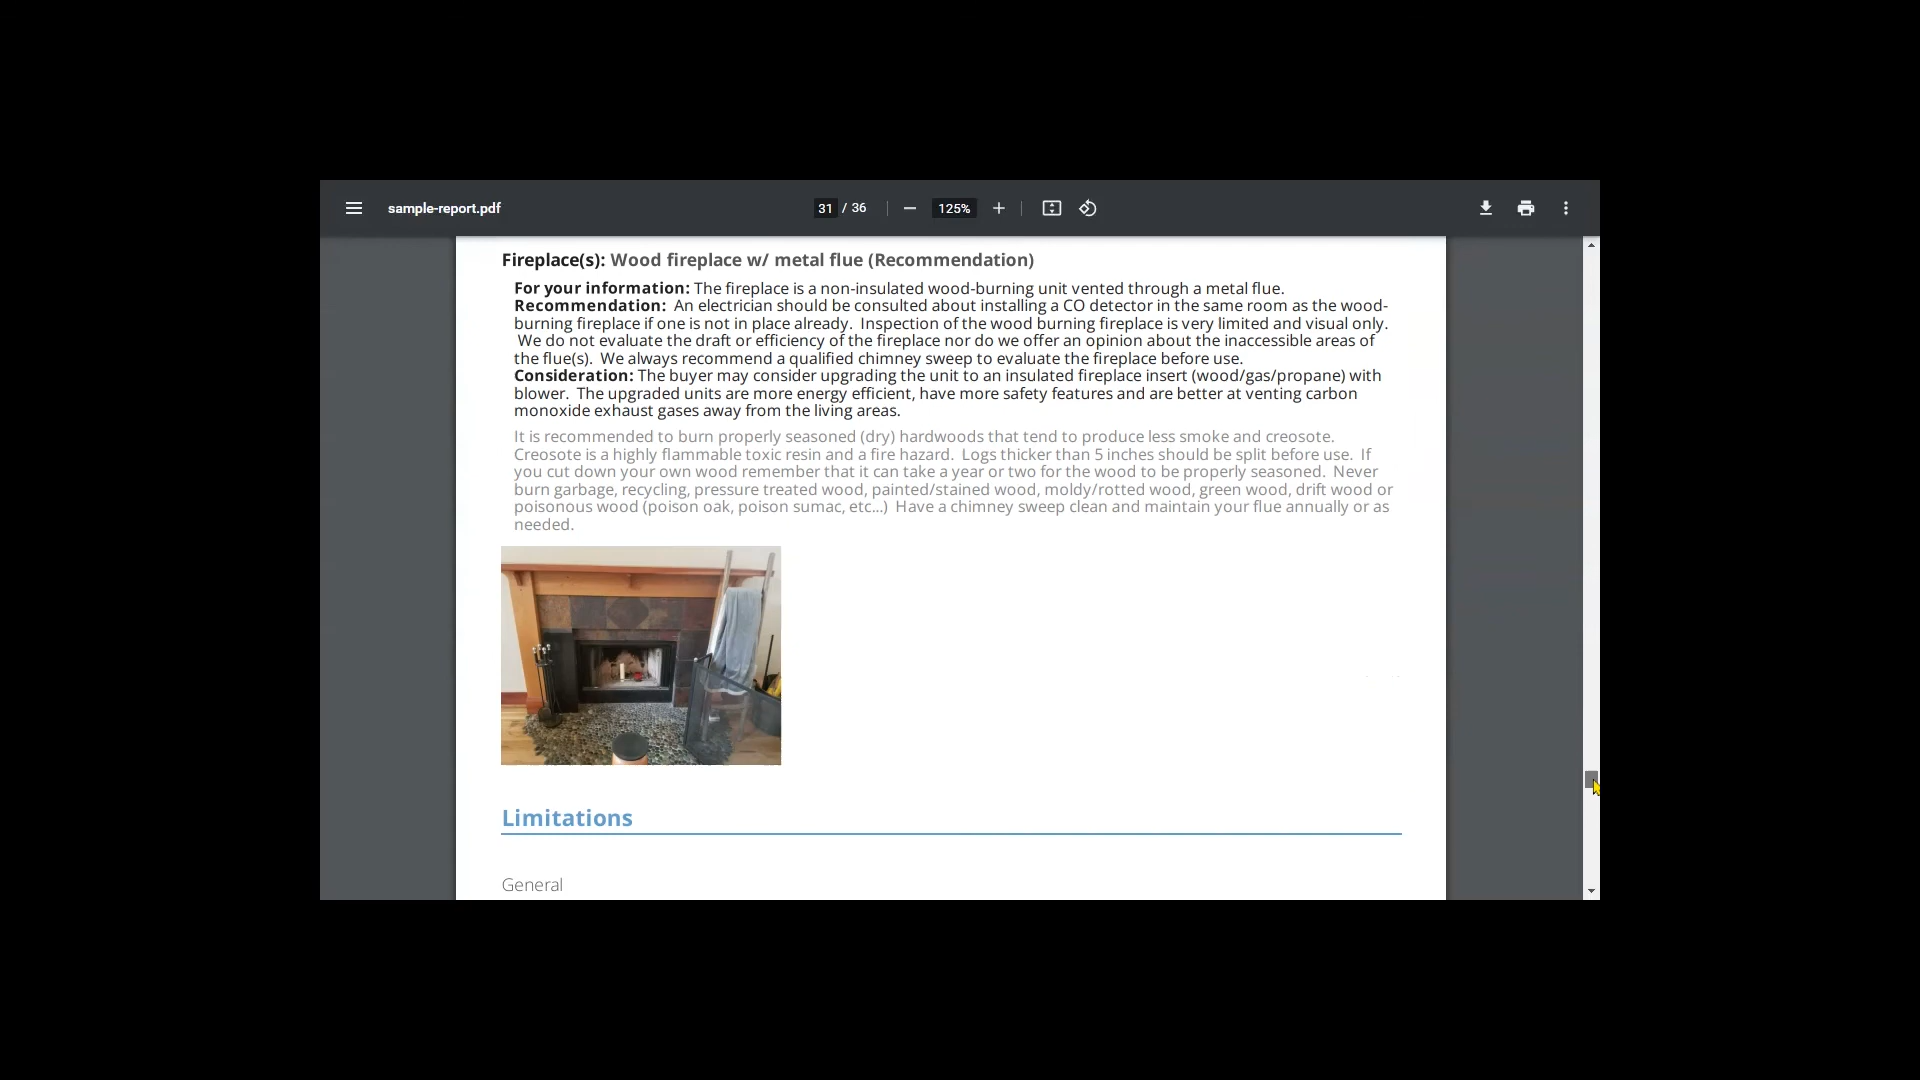 sample-report.pdf
31 / 36
125%
Fireplace(s): Wood fireplace w/ metal flue (Recommendation)
For your information: The fireplace is a non-insulated wood-burning unit vented through a metal flue.
Recommendation:  An electrician should be consulted about installing a CO detector in the same room as the wood-
burning fireplace if one is not in place already.  Inspection of the wood burning fireplace is very limited and visual only.
We do not evaluate the draft or efficiency of the fireplace nor do we offer an opinion about the inaccessible areas of
the flue(s).  We always recommend a qualified chimney sweep to evaluate the fireplace before use.
Consideration: The buyer may consider upgrading the unit to an insulated fireplace insert (wood/gas/propane) with
blower.  The upgraded units are more energy efficient, have more safety features and are better at venting carbon
monoxide exhaust gases away from the living areas.
It is recommended to burn properly seasoned (dry) hardwoods that tend to produce less smoke and creosote.
Creosote is a highly flammable toxic resin and a fire hazard.  Logs thicker than 5 inches should be split before use.  If
you cut down your own wood remember that it can take a year or two for the wood to be properly seasoned.  Never
burn garbage, recycling, pressure treated wood, painted/stained wood, moldy/rotted wood, green wood, drift wood or
poisonous wood (poison oak, poison sumac, etc...)  Have a chimney sweep clean and maintain your flue annually or as
needed.
Limitations
General